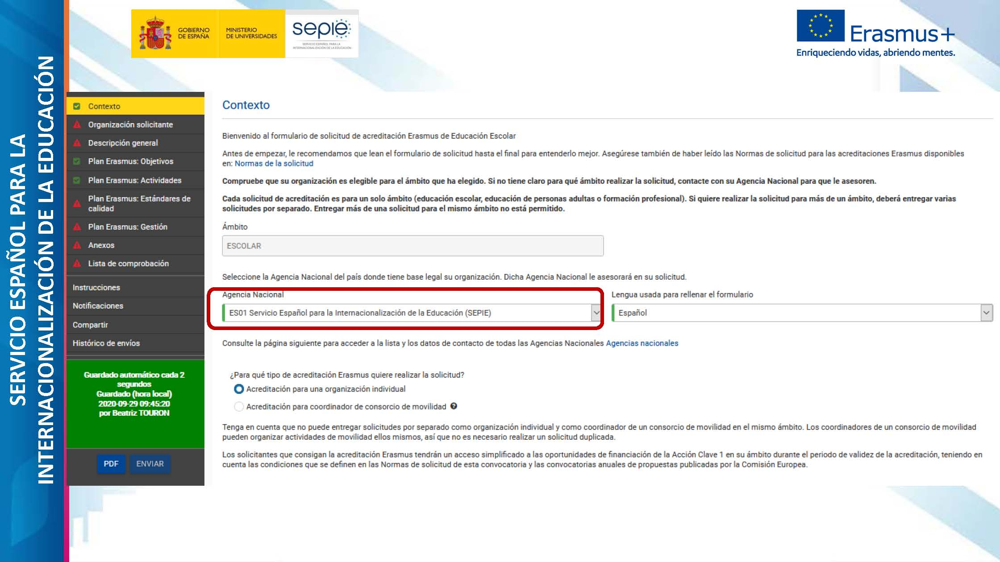 SERVICIO ESPAÑOL PARA LA
INTERNACIONALIZACIÓN DE LA EDUCACIÓN
GOBIERNO
DE ESPAÑA
MINISTERIO
DE UNIVERSIDADES
sepie
SERVICIO ESPAÑOL PARA LA
INTERNACIONALIZACIÓN DE LA EDUCACIÓN
Erasmus+
Enriqueciendo vidas, abriendo mentes.
Contexto
Organización solicitante
Descripción general
Plan Erasmus: Objetivos
Plan Erasmus: Actividades
Plan Erasmus: Estándares de
calidad
Plan Erasmus: Gestión
Anexos
Lista de comprobación
Instrucciones
Notificaciones
Compartir
Histórico de envíos
Guardado automático cada 2
segundos
Guardado (hora local)
2020-09-29 09:45:20
por Beatriz TOURON
PDF
ENVIAR
Contexto
Bienvenido al formulario de solicitud de acreditación Erasmus de Educación Escolar
Antes de empezar, le recomendamos que lean el formulario de solicitud hasta el final para entenderlo mejor. Asegúrese también de haber leído las Normas de solicitud para las acreditaciones Erasmus disponibles
en: Normas de la solicitud
Compruebe que su organización es elegible para el ámbito que ha elegido. Si no tiene claro para qué ámbito realizar la solicitud, contacte con su Agencia Nacional para que le asesoren.
Cada solicitud de acreditación es para un solo ámbito (educación escolar, educación de personas adultas o formación profesional). Si quiere realizar la solicitud para más de un ámbito, deberá entregar varias
solicitudes por separado. Entregar más de una solicitud para el mismo ámbito no está permitido.
Ámbito
ESCOLAR
Seleccione la Agencia Nacional del país donde tiene base legal su organización. Dicha Agencia Nacional le asesorará en su solicitud.
Agencia Nacional
ES01 Servicio Español para la Internacionalización de la Educación (SEPIE)
Lengua usada para rellenar el formulario
Español
Consulte la página siguiente para acceder a la lista y los datos de contacto de todas las Agencias Nacionales Agencias nacionales
¿Para qué tipo de acreditación Erasmus quiere realizar la solicitud?
Acreditación para una organización individual
Acreditación para coordinador de consorcio de movilidad
Tenga en cuenta que no puede entregar solicitudes por separado como organización individual y como coordinador de un consorcio de movilidad en el mismo ámbito. Los coordinadores de un consorcio de movilidad
pueden organizar actividades de movilidad ellos mismos, así que no es necesario realizar un solicitud duplicada.
Los solicitantes que consigan la acreditación Erasmus tendrán un acceso simplificado a las oportunidades de financiación de la Acción Clave 1 en su ámbito durante el periodo de validez de la acreditación, teniendo en
cuenta las condiciones que se definen en las Normas de solicitud de esta convocatoria y las convocatorias anuales de propuestas publicadas por la Comisión Europea.